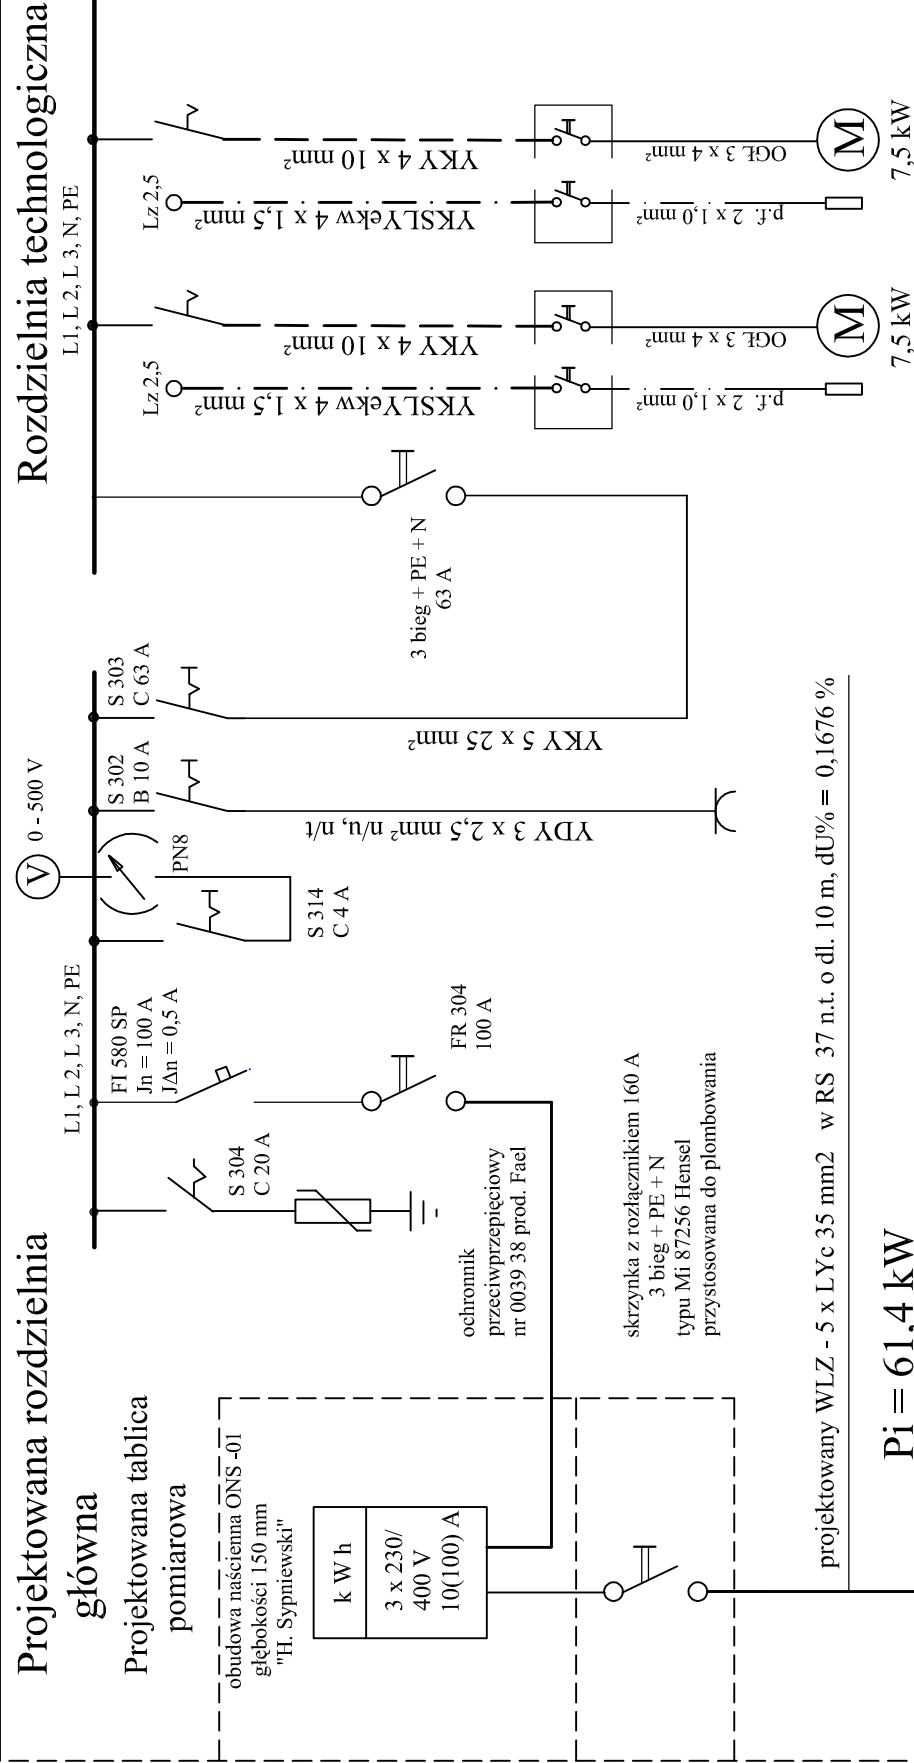 Projektowana rozdzielnia
główna
Projektowana tablica
pomiarowa
obudowa naścienna ONS -01
głębokości 150 mm
"H. Sypniewski"
k W h
3 x 230/
400 V
10(100) A
L1, L 2, L 3, N, PE
S 304
C 20 A
ochronnik
przeciwprzepięciowy
nr 0039 38 prod. Fael
FI 580 SP
Jn = 100 A
JΔn = 0,5 A
FR 304
100 A
skrzynka z rozłącznikiem 160 A
3 bieg + PE + N
typu Mi 87256 Hensel
przystosowana do plombowania
V
0 - 500 V
PN8
S 314
C 4 A
S 302
B 10 A
YDY 3 x 2,5 mm² n/u, n/t
S 303
C 63 A
YKY 5 x 25 mm²
3 bieg + PE + N
63 A
projektowany WLZ - 5 x LYc 35 mm2 w RS 37 n.t. o dl. 10 m, dU% = 0,1676 %
Pi = 61,4 kW
Rozdzielnia technologiczna
L1, L 2, L 3, N, PE
Lz 2,5
YKSLYekw 4 x 1,5 mm²
p.f. 2 x 1,0 mm²
YKY 4 x 10 mm²
OGŁ 3 x 4 mm²
M
7,5 kW
Lz 2,5
YKSLYekw 4 x 1,5 mm²
p.f. 2 x 1,0 mm²
YKY 4 x 10 mm²
OGŁ 3 x 4 mm²
M
7,5 kW